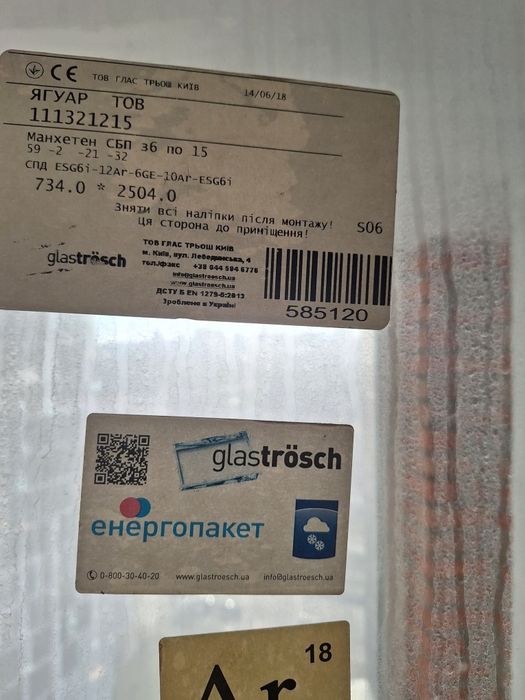 CE ТОВ ГЛАС ТРЬОШ КИЇВ 14/06/18
ЯГУАР ТОВ
111321215
Манхетен СБП з6 по 15
59 -2 -21 -32
СПД ESG6i-12Ar-6GE-10Ar-ESG6i
734.0 * 2504.0
Зняти всі наліпки після монтажу!
Ця сторона до приміщення! S06
glaströsch
ТОВ ГЛАС ТРЬОШ КИЇВ
м. Київ, вул. Лебединська, 4
тол./факс +38 044 594 6776
info@glastroesch.ua
www.glastroesch.ua
ДСТУ Б EN 1279-5:2013
Зроблене в Україні
585120
glaströsch
енергопакет
0-800-30-40-20 www.glastroesch.ua info@glastroesch.ua
18
Ar